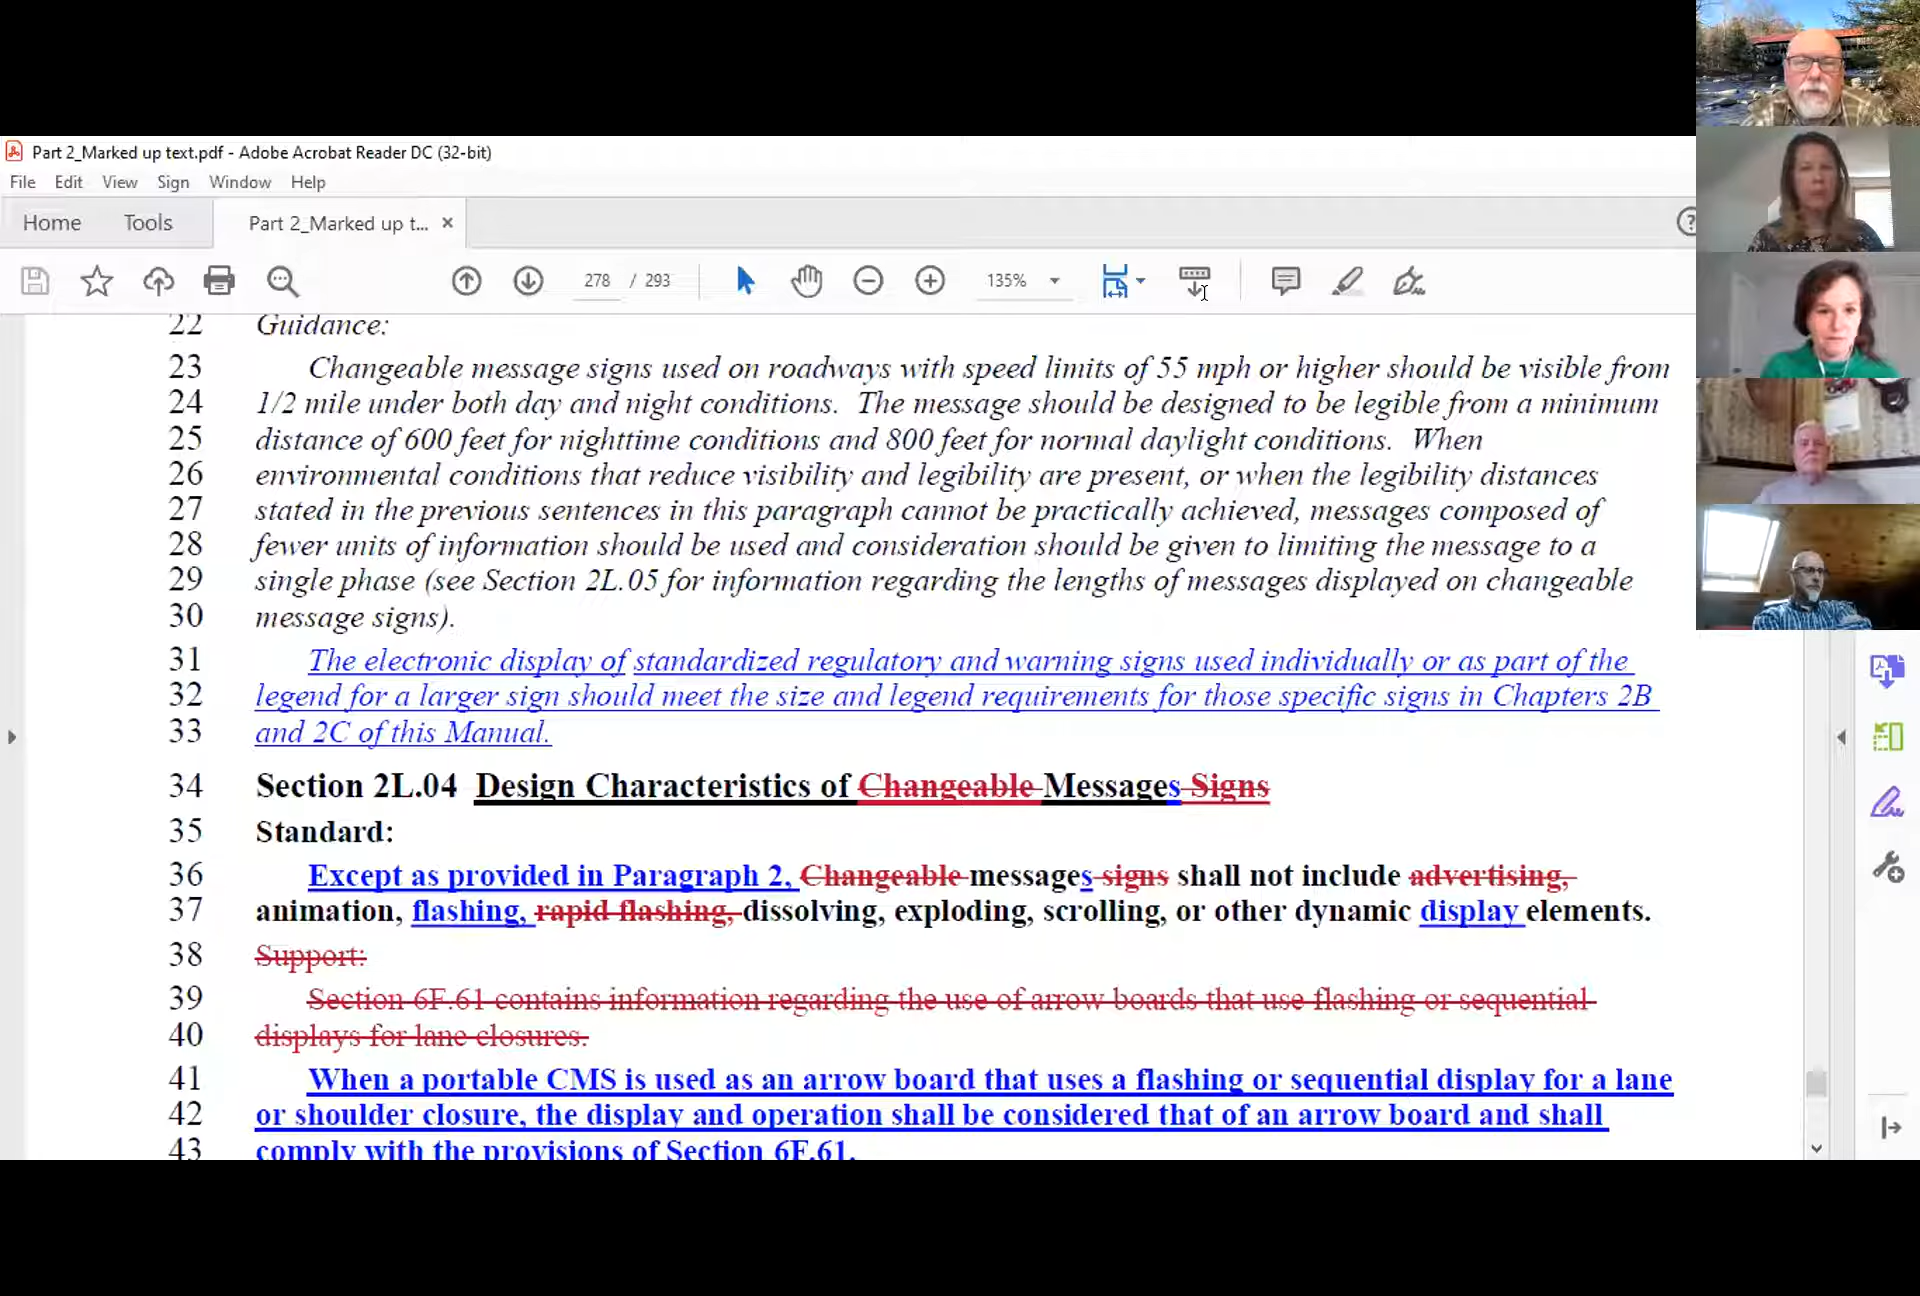 Part 2_Marked up text.pdf - Adobe Acrobat Reader DC (32-bit)
File Edit View Sign Window Help
Home Tools Part 2_Marked up t... ×
278 / 293 135%
22 Guidance:
23 Changeable message signs used on roadways with speed limits of 55 mph or higher should be visible from
24 1/2 mile under both day and night conditions. The message should be designed to be legible from a minimum
25 distance of 600 feet for nighttime conditions and 800 feet for normal daylight conditions. When
26 environmental conditions that reduce visibility and legibility are present, or when the legibility distances
27 stated in the previous sentences in this paragraph cannot be practically achieved, messages composed of
28 fewer units of information should be used and consideration should be given to limiting the message to a
29 single phase (see Section 2L.05 for information regarding the lengths of messages displayed on changeable
30 message signs).
31 The electronic display of standardized regulatory and warning signs used individually or as part of the
32 legend for a larger sign should meet the size and legend requirements for those specific signs in Chapters 2B
33 and 2C of this Manual.
34 Section 2L.04 Design Characteristics of Changeable Messages Signs
35 Standard:
36 Except as provided in Paragraph 2, Changeable messages signs shall not include advertising,
37 animation, flashing, rapid flashing, dissolving, exploding, scrolling, or other dynamic display elements.
38 Support:
39 Section 6F.61 contains information regarding the use of arrow boards that use flashing or sequential
40 displays for lane closures.
41 When a portable CMS is used as an arrow board that uses a flashing or sequential display for a lane
42 or shoulder closure, the display and operation shall be considered that of an arrow board and shall
43 comply with the provisions of Section 6F.61.